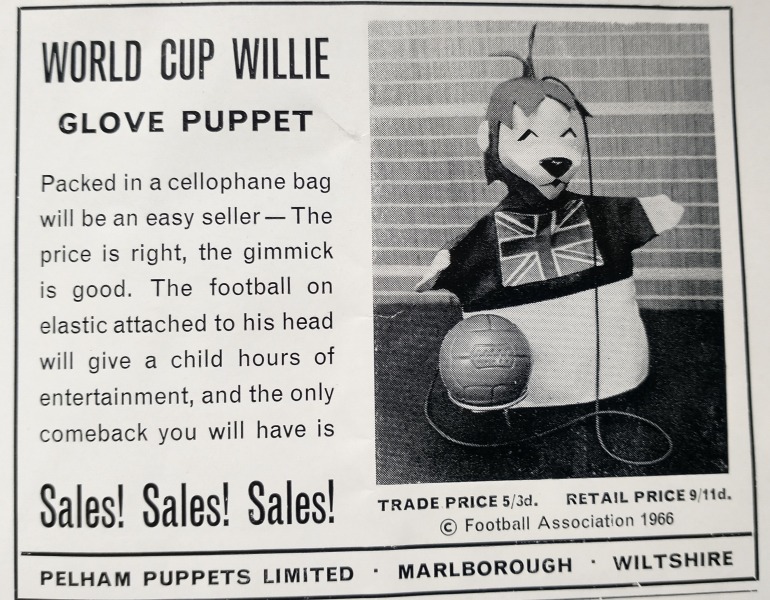 WORLD CUP WILLIE
GLOVE PUPPET
Packed in a cellophane bag
will be an easy seller — The
price is right, the gimmick
is good. The football on
elastic attached to his head
will give a child hours of
entertainment, and the only
comeback you will have is
Sales! Sales! Sales!
TRADE PRICE 5/3d. RETAIL PRICE 9/11d.
© Football Association 1966
PELHAM PUPPETS LIMITED · MARLBOROUGH · WILTSHIRE